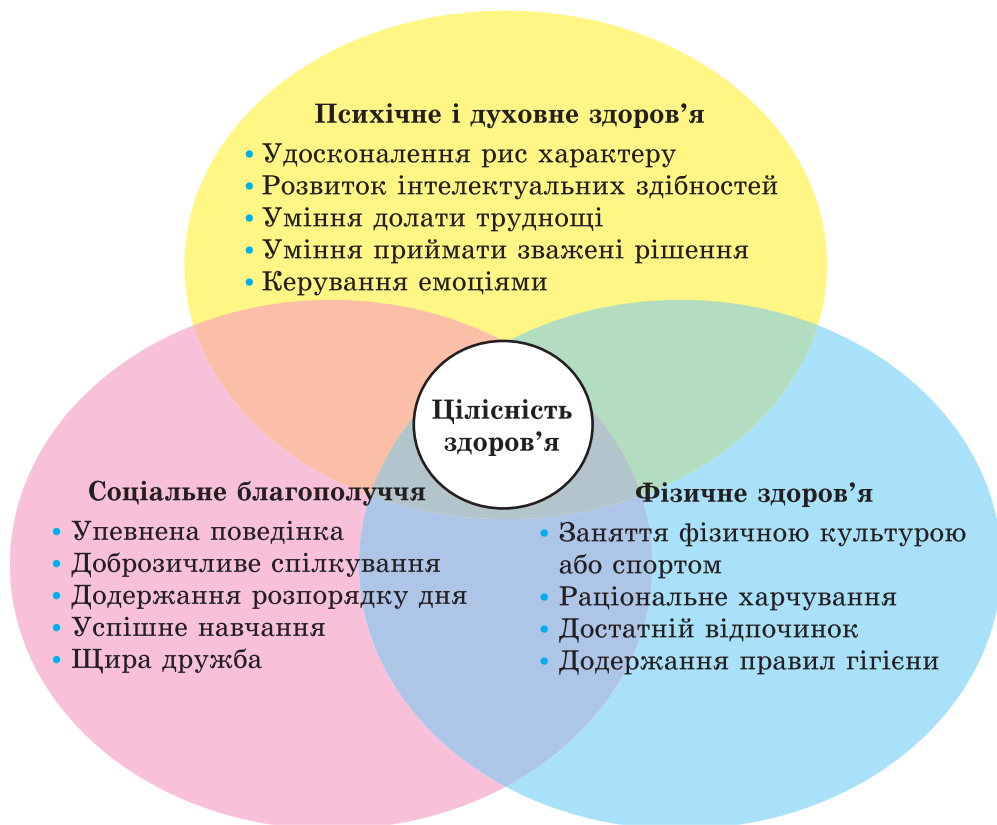 Психічне і духовне здоров’я
• Удосконалення рис характеру
• Розвиток інтелектуальних здібностей
• Уміння долати труднощі
• Уміння приймати зважені рішення
• Керування емоціями
Цілісність
здоров’я
Соціальне благополуччя
• Упевнена поведінка
• Доброзичливе спілкування
• Додержання розпорядку дня
• Успішне навчання
• Щира дружба
Фізичне здоров’я
• Заняття фізичною культурою
або спортом
• Раціональне харчування
• Достатній відпочинок
• Додержання правил гігієни